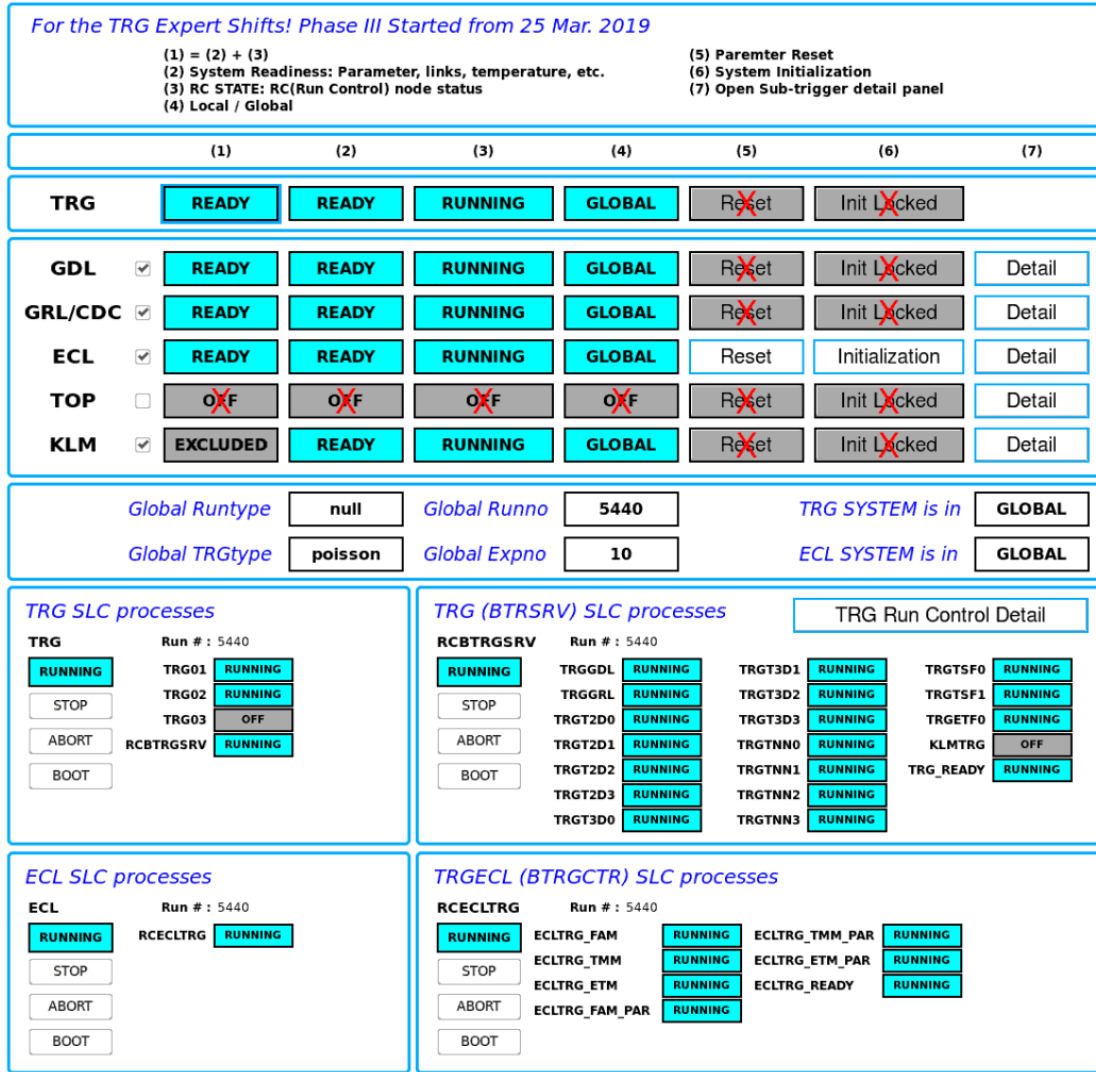 For the TRG Expert Shifts! Phase III Started from 25 Mar. 2019
(1) = (2) + (3)
(2) System Readiness: Parameter, links, temperature, etc.
(3) RC STATE: RC(Run Control) node status
(4) Local / Global
(5) Paremter Reset
(6) System Initialization
(7) Open Sub-trigger detail panel
(1) (2) (3) (4) (5) (6) (7)
TRG READY READY RUNNING GLOBAL Reset Init Locked
GDL READY READY RUNNING GLOBAL Reset Init Locked Detail
GRL/CDC READY READY RUNNING GLOBAL Reset Init Locked Detail
ECL READY READY RUNNING GLOBAL Reset Initialization Detail
TOP OFF OFF OFF OFF Reset Init Locked Detail
KLM EXCLUDED READY RUNNING GLOBAL Reset Init Locked Detail
Global Runtype null Global Runno 5440 TRG SYSTEM is in GLOBAL
Global TRGtype poisson Global Expno 10 ECL SYSTEM is in GLOBAL
TRG SLC processes
TRG Run # : 5440
RUNNING TRG01 RUNNING
STOP TRG02 RUNNING
TRG03 OFF
ABORT RCBTRGSRV RUNNING
BOOT
TRG (BTRSRV) SLC processes TRG Run Control Detail
RCBTRGSRV Run # : 5440
RUNNING TRGGDL RUNNING TRGT3D1 RUNNING TRGTSF0 RUNNING
STOP TRGGRL RUNNING TRGT3D2 RUNNING TRGTSF1 RUNNING
TRGT2D0 RUNNING TRGT3D3 RUNNING TRGETF0 RUNNING
ABORT TRGT2D1 RUNNING TRGTNN0 RUNNING KLMTRG OFF
BOOT TRGT2D2 RUNNING TRGTNN1 RUNNING TRG_READY RUNNING
TRGT2D3 RUNNING TRGTNN2 RUNNING
TRGT3D0 RUNNING TRGTNN3 RUNNING
ECL SLC processes
ECL Run # : 5440
RUNNING RCECLTRG RUNNING
STOP
ABORT
BOOT
TRGECL (BTRGCTR) SLC processes
RCECLTRG Run # : 5440
RUNNING ECLTRG_FAM RUNNING ECLTRG_TMM_PAR RUNNING
STOP ECLTRG_TMM RUNNING ECLTRG_ETM_PAR RUNNING
ECLTRG_ETM RUNNING ECLTRG_READY RUNNING
ABORT ECLTRG_FAM_PAR RUNNING
BOOT